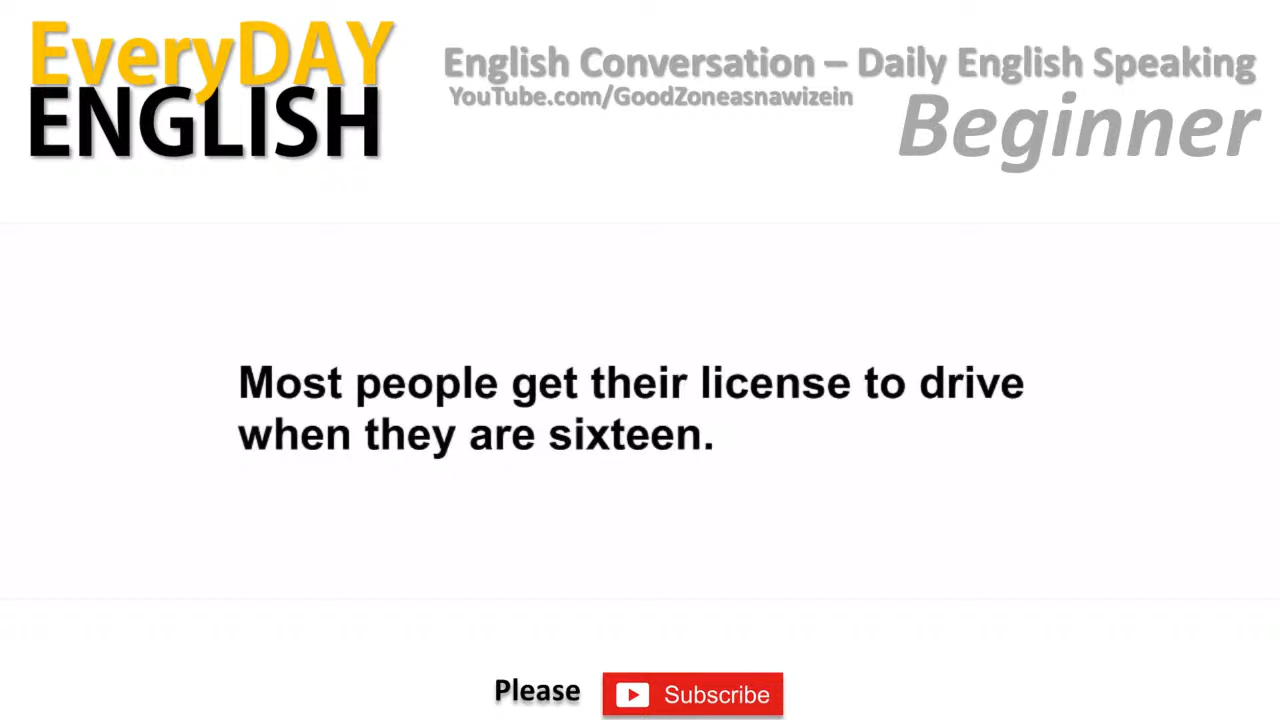 EveryDAY
ENGLISH
English Conversation – Daily English Speaking
YouTube.com/GoodZoneasnawizein
Beginner
Most people get their license to drive
when they are sixteen.
Please
Subscribe